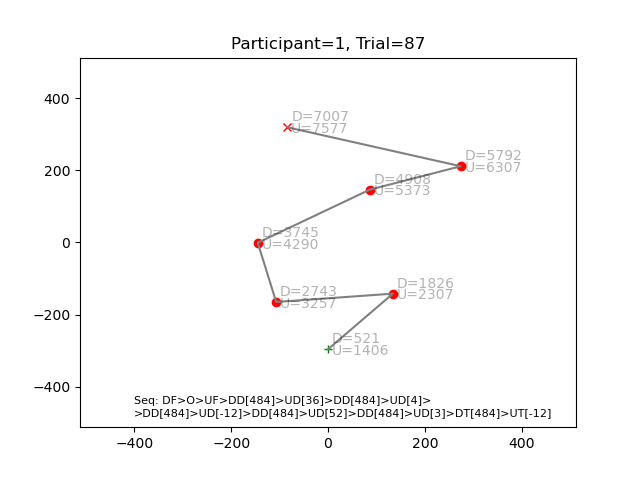 Participant=1, Trial=87
400
200
0
−200
−400
−400
−200
0
200
400
D=7007
U=7577
D=5792
U=6307
D=4908
U=5373
D=3745
U=4290
D=2743
U=3257
D=1826
U=2307
D=521
U=1406
Seq: DF>O>UF>DD[484]>UD[36]>DD[484]>UD[4]>
>DD[484]>UD[-12]>DD[484]>UD[52]>DD[484]>UD[3]>DT[484]>UT[-12]